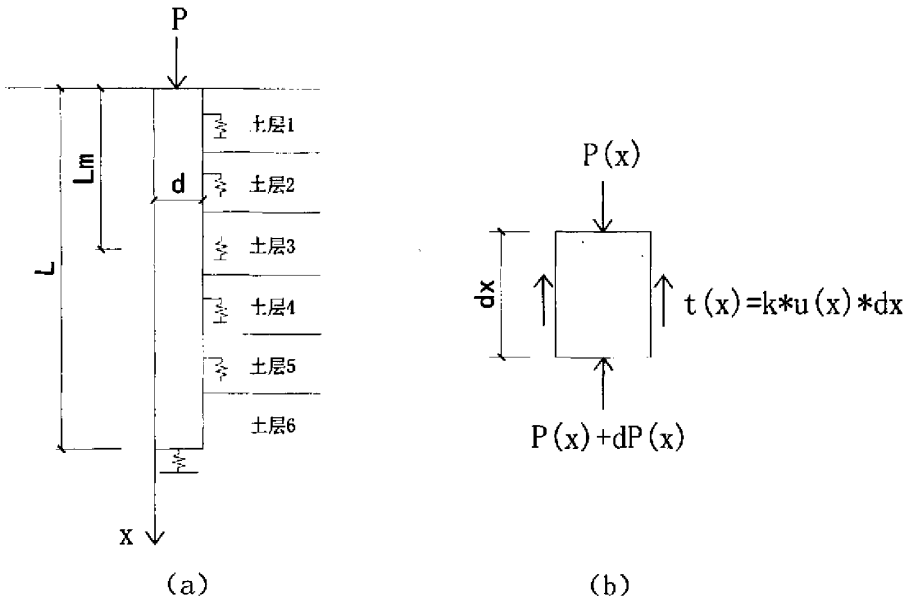 P
土层1
土层2
土层3
土层4
土层5
土层6
Lm
L
d
x
(a)
P(x)
dx
t(x)=k*u(x)*dx
P(x)+dP(x)
(b)